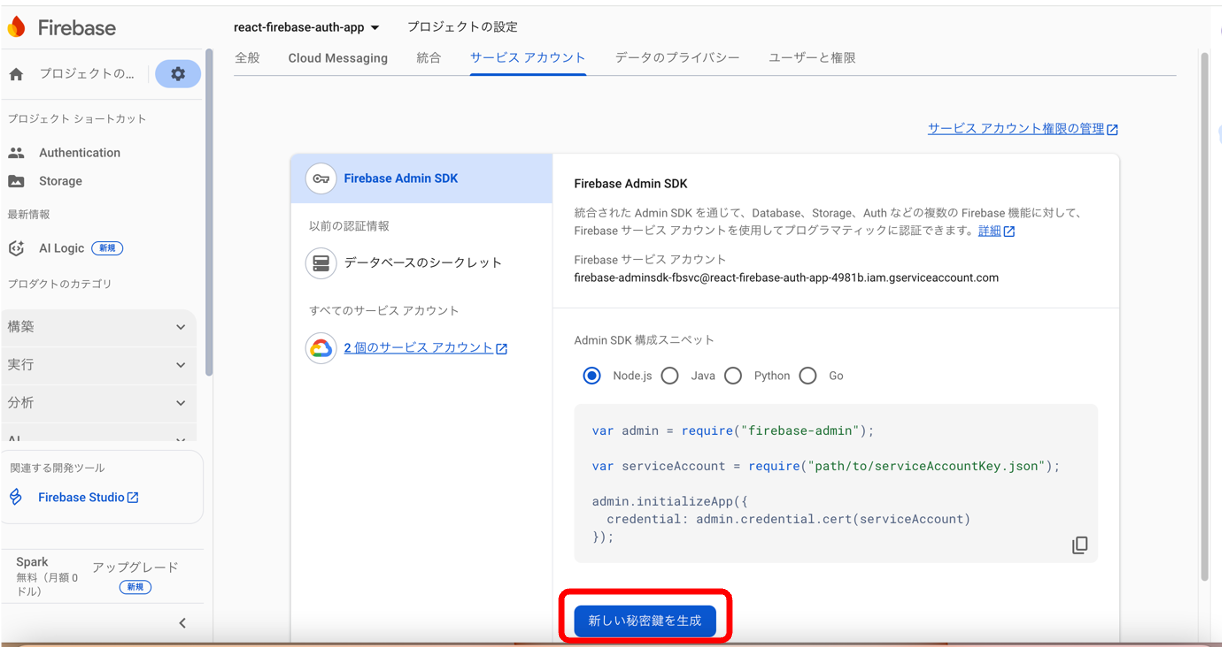 Firebase
react-firebase-auth-app
プロジェクトの設定
全般
Cloud Messaging
統合
サービス アカウント
データのプライバシー
ユーザーと権限
プロジェクトの...
プロジェクト ショートカット
Authentication
Storage
最新情報
AI Logic
新規
プロダクトのカテゴリ
構築
実行
分析
AI
関連する開発ツール
Firebase Studio
Spark
無料（月額 0
ドル）
アップグレード
新規
サービス アカウント権限の管理
Firebase Admin SDK
以前の認証情報
データベースのシークレット
すべてのサービス アカウント
2 個のサービス アカウント
Firebase Admin SDK
統合された Admin SDK を通じて、Database、Storage、Auth などの複数の Firebase 機能に対して、
Firebase サービス アカウントを使用してプログラマティックに認証できます。詳細
Firebase サービス アカウント
firebase-adminsdk-fbsvc@react-firebase-auth-app-4981b.iam.gserviceaccount.com
Admin SDK 構成スニペット
Node.js
Java
Python
Go
var admin = require("firebase-admin");
var serviceAccount = require("path/to/serviceAccountKey.json");
admin.initializeApp({
credential: admin.credential.cert(serviceAccount)
});
新しい秘密鍵を生成